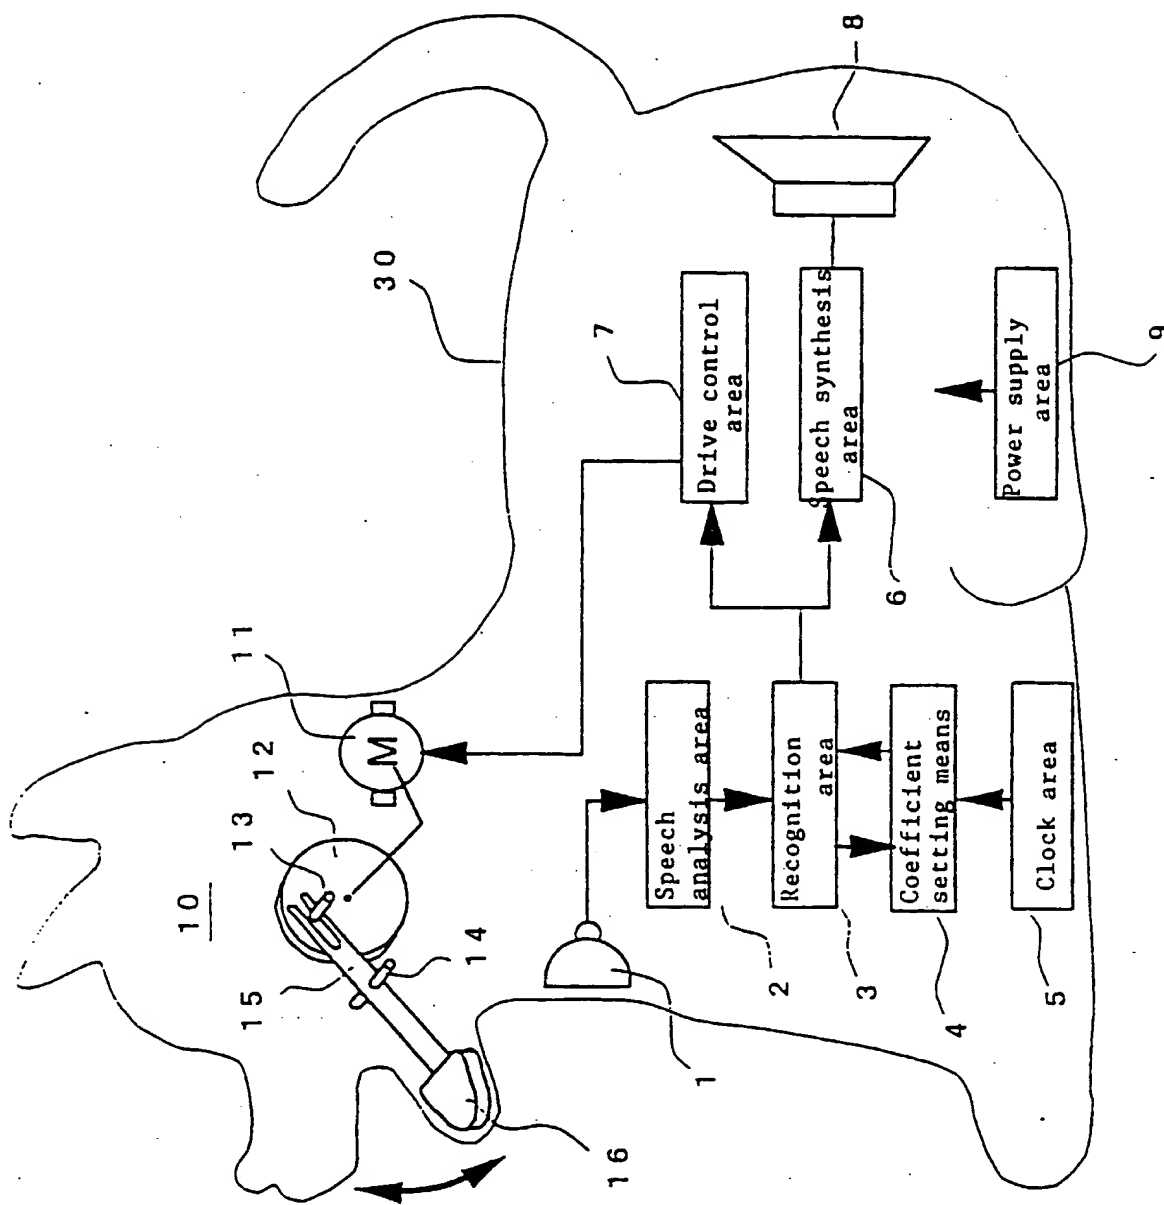 8
30
7
Drive control
area
Speech synthesis
area
6
Power supply
area
9
11
M
12
13
10
14
15
16
1
Speech
analysis area
2
Recognition
area
3
Coefficient
setting means
4
Clock area
5